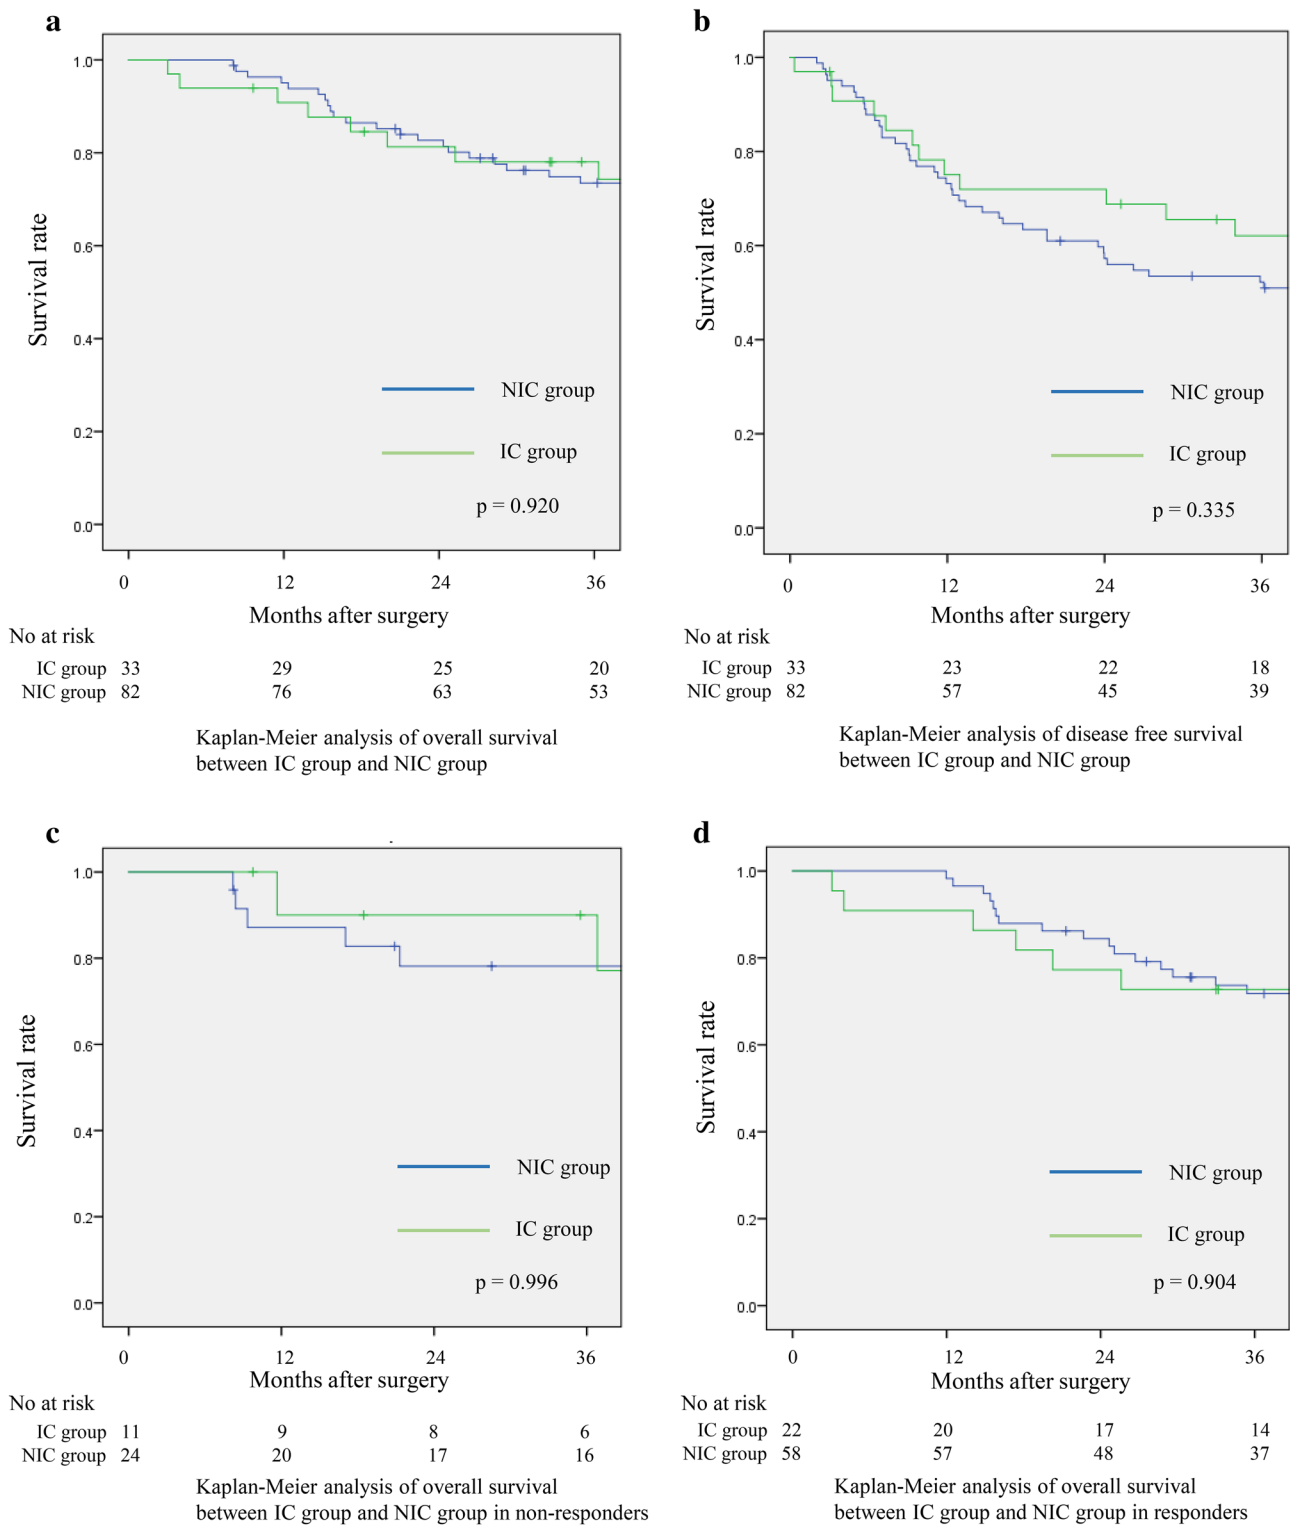 a
1.0
0.8
0.6
0.4
0.2
0.0
Survival rate
NIC group
IC group
p = 0.920
0 12 24 36
Months after surgery
No at risk
IC group 33 29 25 20
NIC group 82 76 63 53
Kaplan-Meier analysis of overall survival
between IC group and NIC group
b
1.0
0.8
0.6
0.4
0.2
0.0
Survival rate
NIC group
IC group
p = 0.335
0 12 24 36
Months after surgery
No at risk
IC group 33 23 22 18
NIC group 82 57 45 39
Kaplan-Meier analysis of disease free survival
between IC group and NIC group
c
1.0
0.8
0.6
0.4
0.2
0.0
Survival rate
NIC group
IC group
p = 0.996
0 12 24 36
Months after surgery
No at risk
IC group 11 9 8 6
NIC group 24 20 17 16
Kaplan-Meier analysis of overall survival
between IC group and NIC group in non-responders
d
1.0
0.8
0.6
0.4
0.2
0.0
Survival rate
NIC group
IC group
p = 0.904
0 12 24 36
Months after surgery
No at risk
IC group 22 20 17 14
NIC group 58 57 48 37
Kaplan-Meier analysis of overall survival
between IC group and NIC group in responders